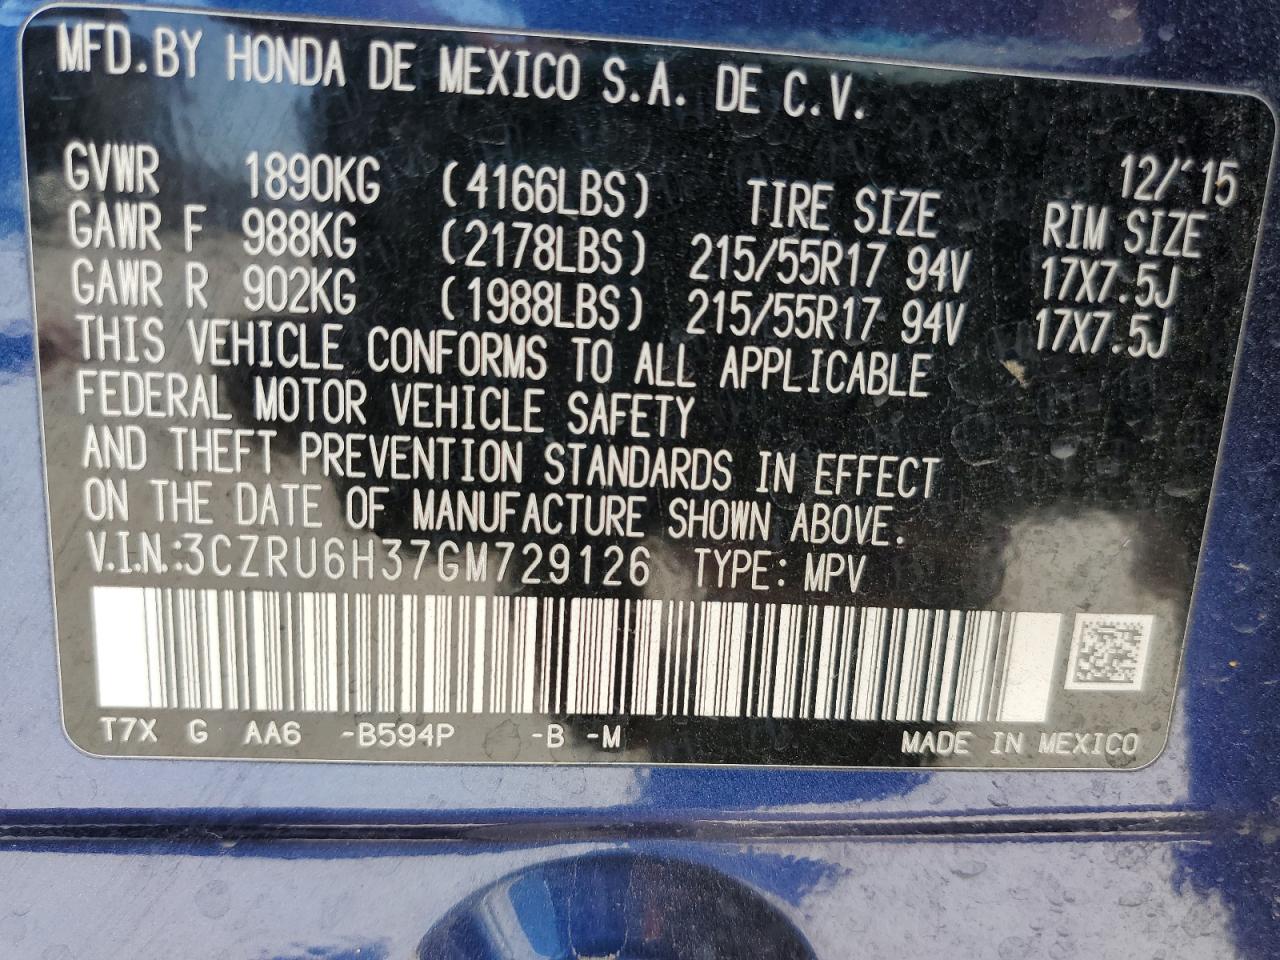 MFD.BY HONDA DE MEXICO S.A. DE C.V.
12/'15
GVWR 1890KG (4166LBS) TIRE SIZE RIM SIZE
GAWR F 988KG (2178LBS) 215/55R17 94V 17X7.5J
GAWR R 902KG (1988LBS) 215/55R17 94V 17X7.5J
THIS VEHICLE CONFORMS TO ALL APPLICABLE
FEDERAL MOTOR VEHICLE SAFETY
AND THEFT PREVENTION STANDARDS IN EFFECT
ON THE DATE OF MANUFACTURE SHOWN ABOVE.
V.I.N.:3CZRU6H37GM729126 TYPE: MPV
T7X G AA6 -B594P -B -M MADE IN MEXICO